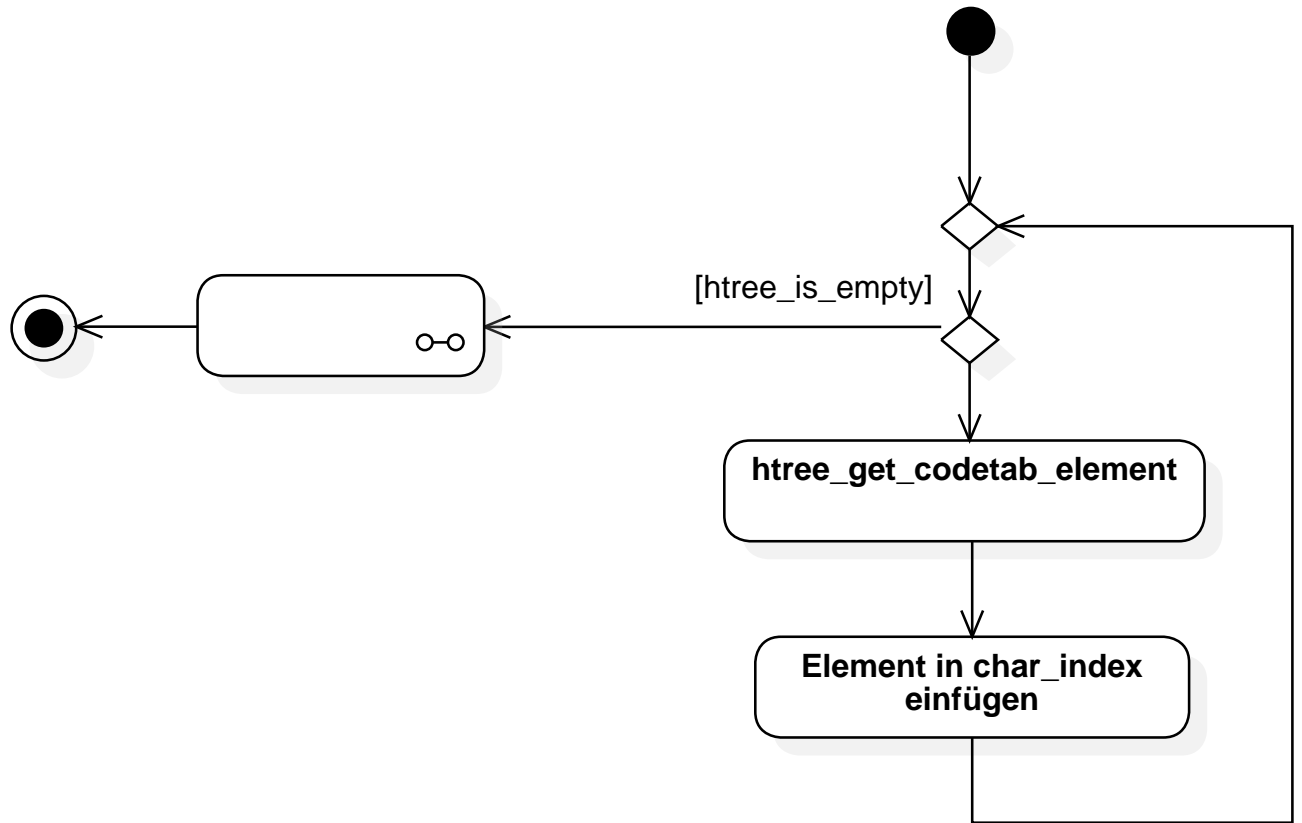 [htree_is_empty]
htree_get_codetab_element
Element in char_index
einfügen